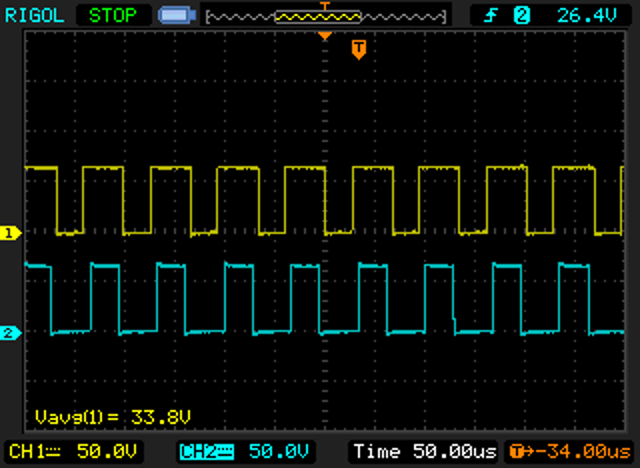 RIGOL STOP T T 2 26.4V
T
1
2
Vavg(1)= 33.8V
CH1 50.0V CH2 50.0V Time 50.00us T→-34.00us